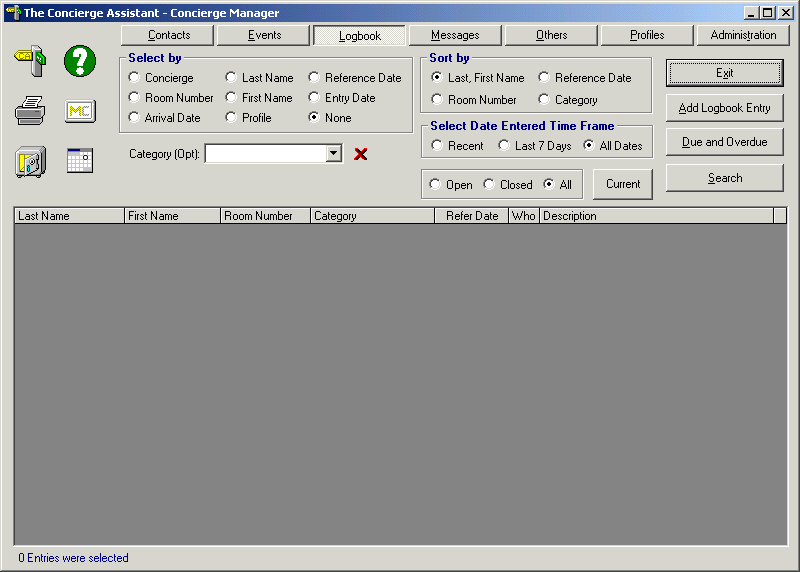 The Concierge Assistant - Concierge Manager
Contacts Events Logbook Messages Others Profiles Administration
Select by
Concierge Last Name Reference Date
Room Number First Name Entry Date
Arrival Date Profile None
Category (Opt):
Sort by
Last, First Name Reference Date
Room Number Category
Select Date Entered Time Frame
Recent Last 7 Days All Dates
Open Closed All Current
Exit
Add Logbook Entry
Due and Overdue
Search
MC
Last Name First Name Room Number Category Refer Date Who Description
0 Entries were selected